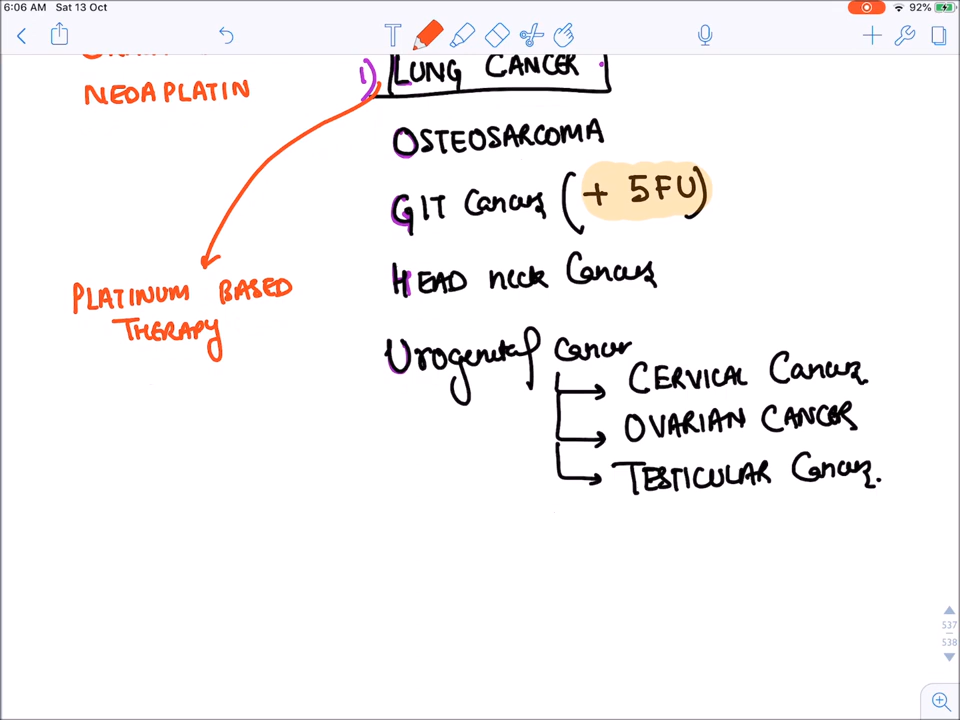 6:06 AM Sat 13 Oct
92%
T
NEDAPLATIN
1) LUNG CANCER
OSTEOSARCOMA
GIT Cancer (+ 5FU)
HEAD neck Cancer
Urogenital Cancer
CERVICAL Cancer
OVARIAN CANCER
TESTICULAR Cancer.
PLATINUM BASED
THERAPY
537
538